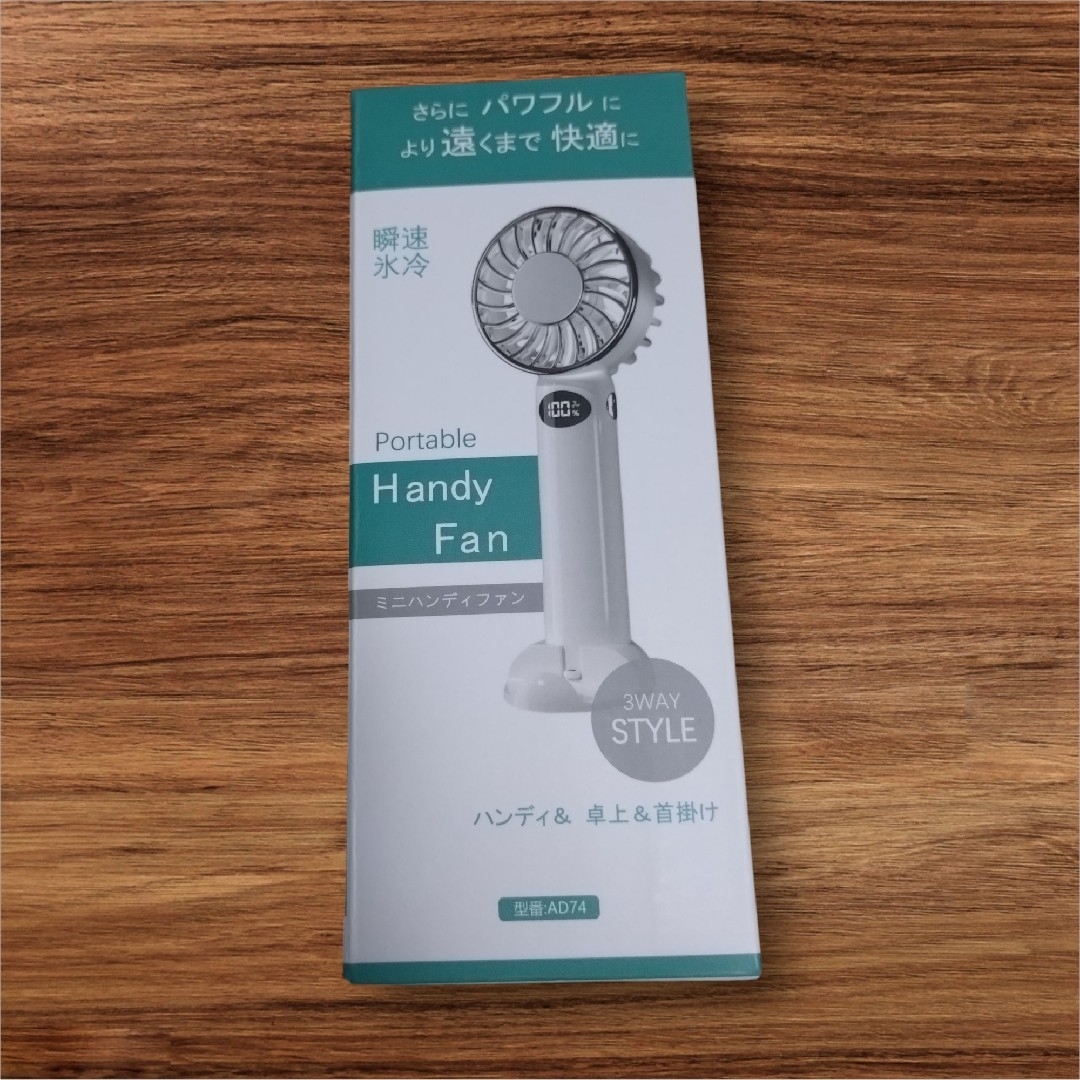 さらに パワフル に
より遠くまで 快適に
瞬速
氷冷
100%
Portable
Handy
Fan
ミニハンディファン
3WAY
STYLE
ハンディ& 卓上&首掛け
型番:AD74